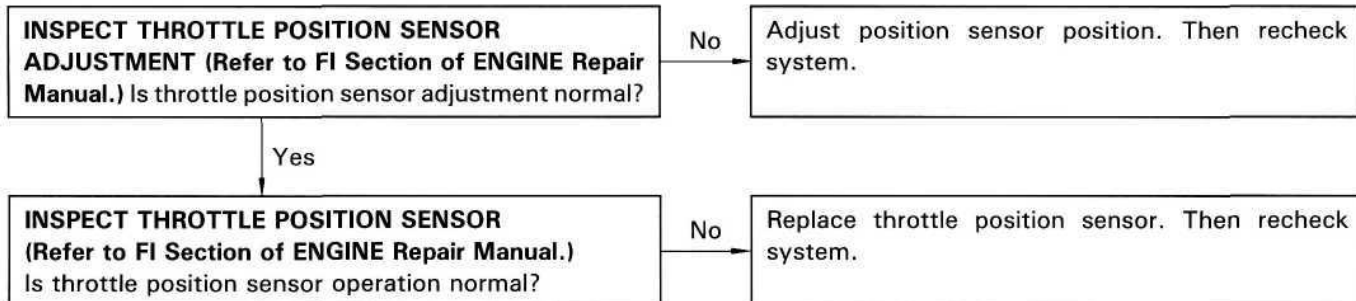 INSPECT THROTTLE POSITION SENSOR
ADJUSTMENT (Refer to FI Section of ENGINE Repair
Manual.) Is throttle position sensor adjustment normal?
No
Adjust position sensor position. Then recheck
system.
Yes
INSPECT THROTTLE POSITION SENSOR
(Refer to FI Section of ENGINE Repair Manual.)
Is throttle position sensor operation normal?
No
Replace throttle position sensor. Then recheck
system.